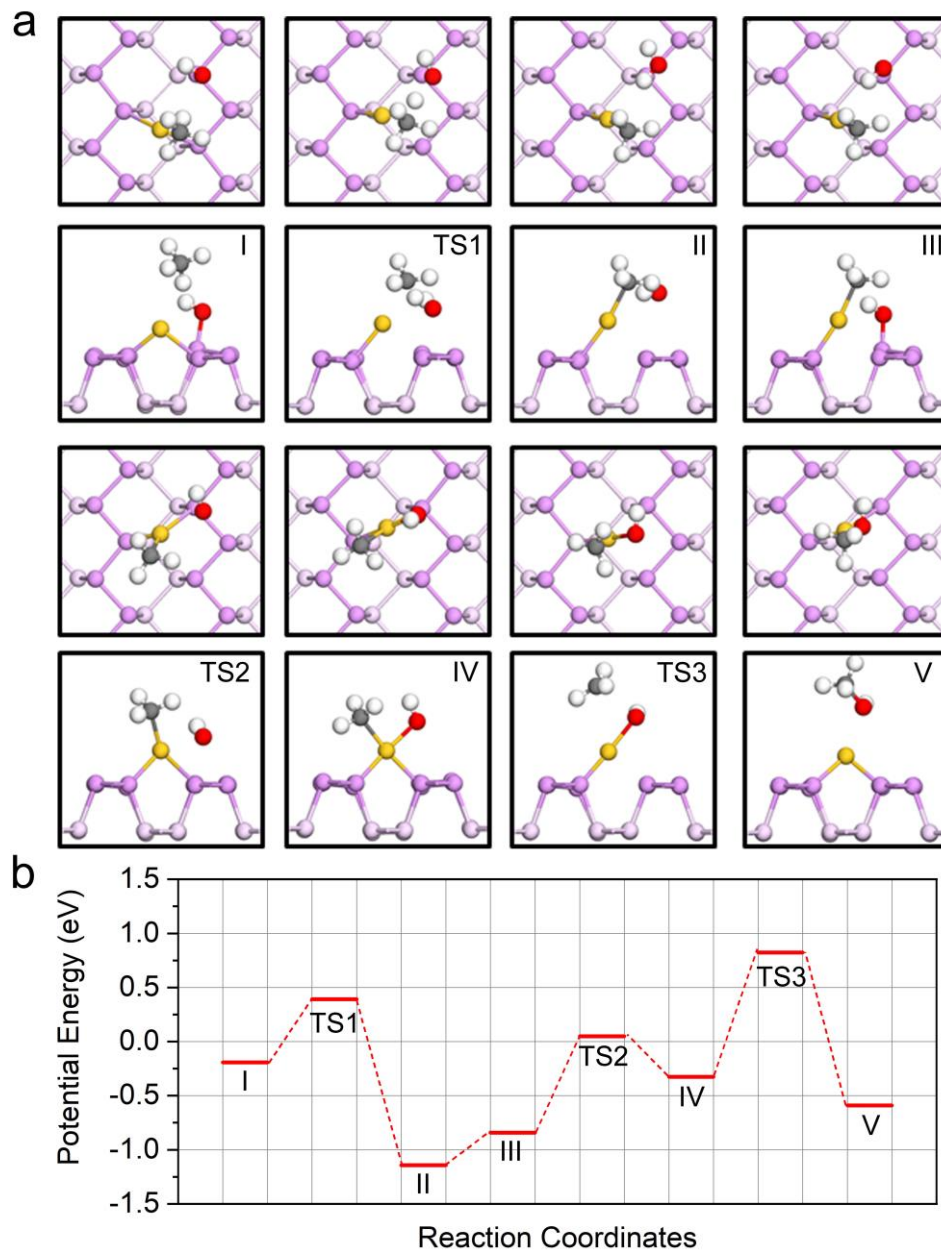 a
I
TS1
II
III
TS2
IV
TS3
V
b
1.5
1.0
0.5
0.0
-0.5
-1.0
-1.5
Potential Energy (eV)
I
TS1
II
III
TS2
IV
TS3
V
Reaction Coordinates